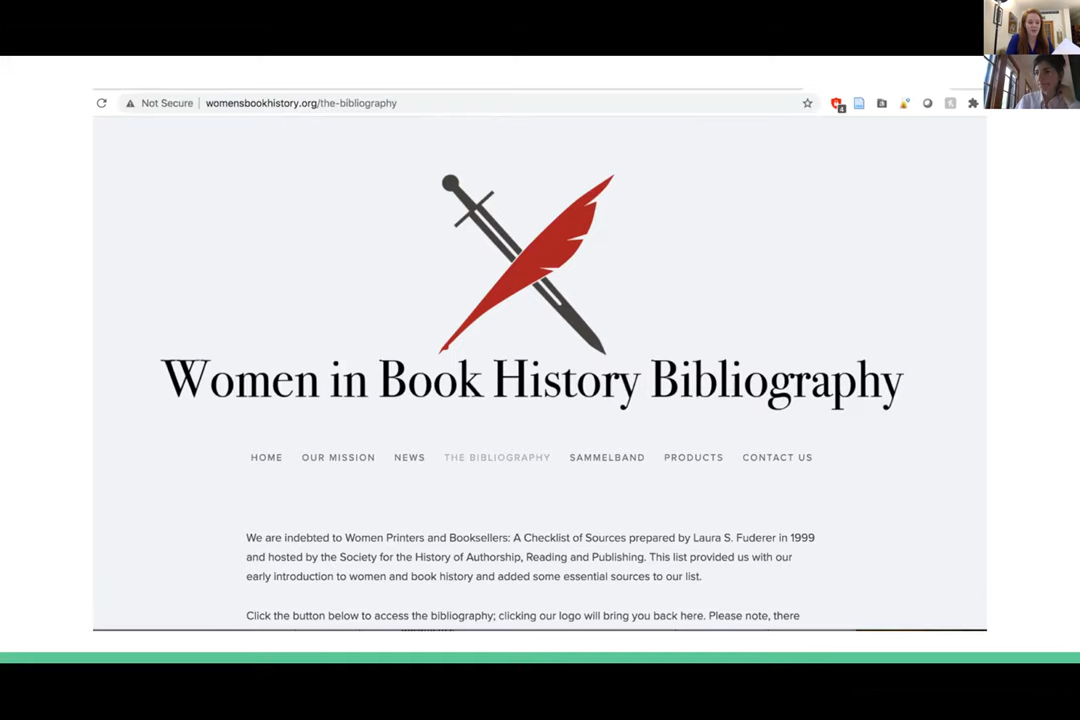 Not Secure womensbookhistory.org/the-bibliography
4
Women in Book History Bibliography
HOME OUR MISSION NEWS THE BIBLIOGRAPHY SAMMELBAND PRODUCTS CONTACT US
We are indebted to Women Printers and Booksellers: A Checklist of Sources prepared by Laura S. Fuderer in 1999
and hosted by the Society for the History of Authorship, Reading and Publishing. This list provided us with our
early introduction to women and book history and added some essential sources to our list.
Click the button below to access the bibliography; clicking our logo will bring you back here. Please note, there